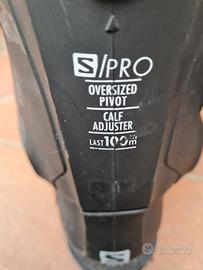 S/PRO
OVERSIZED
PIVOT
CALF
ADJUSTER
LAST 100mm
S